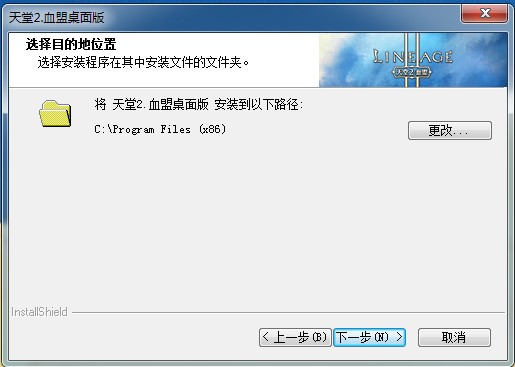 天堂2.血盟桌面版
选择目的地位置
选择安装程序在其中安装文件的文件夹。
LINEAGE
天堂2:血盟
将 天堂2.血盟桌面版 安装到以下路径:
C:\Program Files (x86)
更改...
InstallShield
< 上一步(B)
下一步(N) >
取消